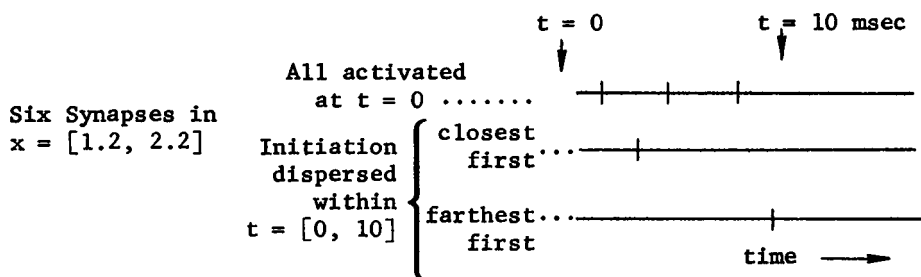 t = 0
t = 10 msec
All activated
at t = 0 .......
Six Synapses in
x = [1.2, 2.2]
Initiation
dispersed
within
t = [0, 10]
closest
first ...
farthest...
first
time